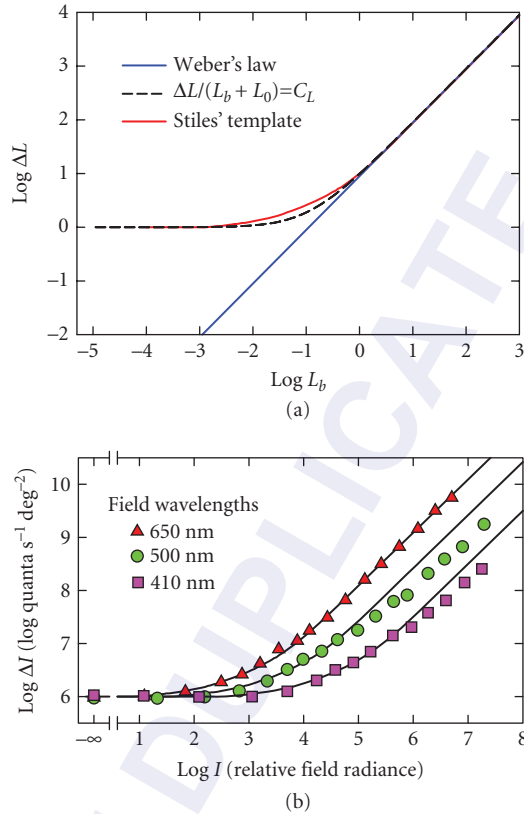 4
3
2
1
0
−1
−2
Log ΔL
Weber's law
ΔL/(L_b + L_0)=C_L
Stiles' template
−5 −4 −3 −2 −1 0 1 2 3
Log L_b
(a)
10
9
8
7
6
Log ΔI (log quanta s⁻¹ deg⁻²)
Field wavelengths
650 nm
500 nm
410 nm
−∞ 1 2 3 4 5 6 7 8
Log I (relative field radiance)
(b)
DUPLICATE